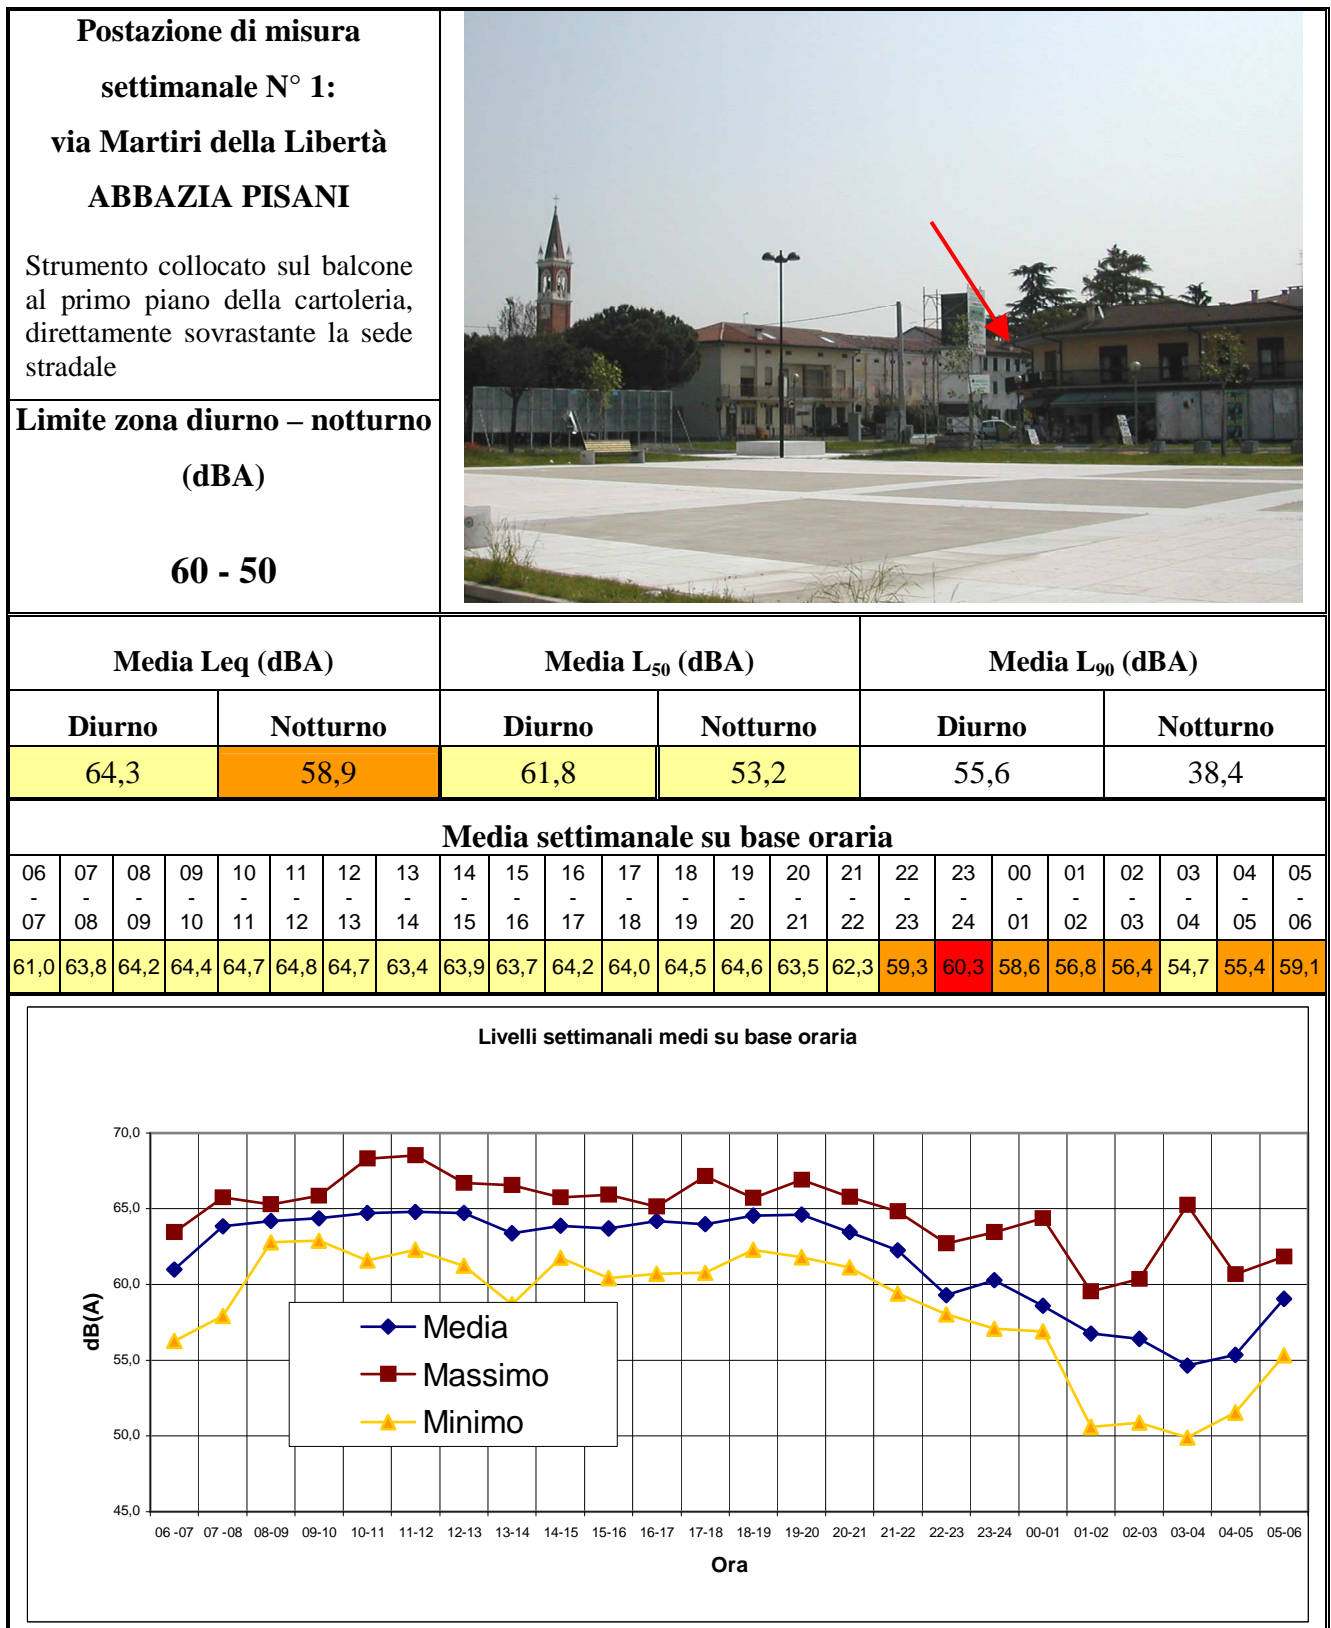 Postazione di misura
settimanale N° 1:
via Martiri della Libertà
ABBAZIA PISANI
Strumento collocato sul balcone
al primo piano della cartoleria,
direttamente sovrastante la sede
stradale
Limite zona diurno – notturno
(dBA)
60 - 50
Media Leq (dBA) Media L50 (dBA) Media L90 (dBA)
Diurno Notturno Diurno Notturno Diurno Notturno
64,3 58,9 61,8 53,2 55,6 38,4
Media settimanale su base oraria
06 07 08 09 10 11 12 13 14 15 16 17 18 19 20 21 22 23 00 01 02 03 04 05
- - - - - - - - - - - - - - - - - - - - - - - -
07 08 09 10 11 12 13 14 15 16 17 18 19 20 21 22 23 24 01 02 03 04 05 06
61,0 63,8 64,2 64,4 64,7 64,8 64,7 63,4 63,9 63,7 64,2 64,0 64,5 64,6 63,5 62,3 59,3 60,3 58,6 56,8 56,4 54,7 55,4 59,1
Livelli settimanali medi su base oraria
70,0
65,0
60,0
55,0
50,0
45,0
dB(A)
Media
Massimo
Minimo
06 -07 07 -08 08-09 09-10 10-11 11-12 12-13 13-14 14-15 15-16 16-17 17-18 18-19 19-20 20-21 21-22 22-23 23-24 00-01 01-02 02-03 03-04 04-05 05-06
Ora